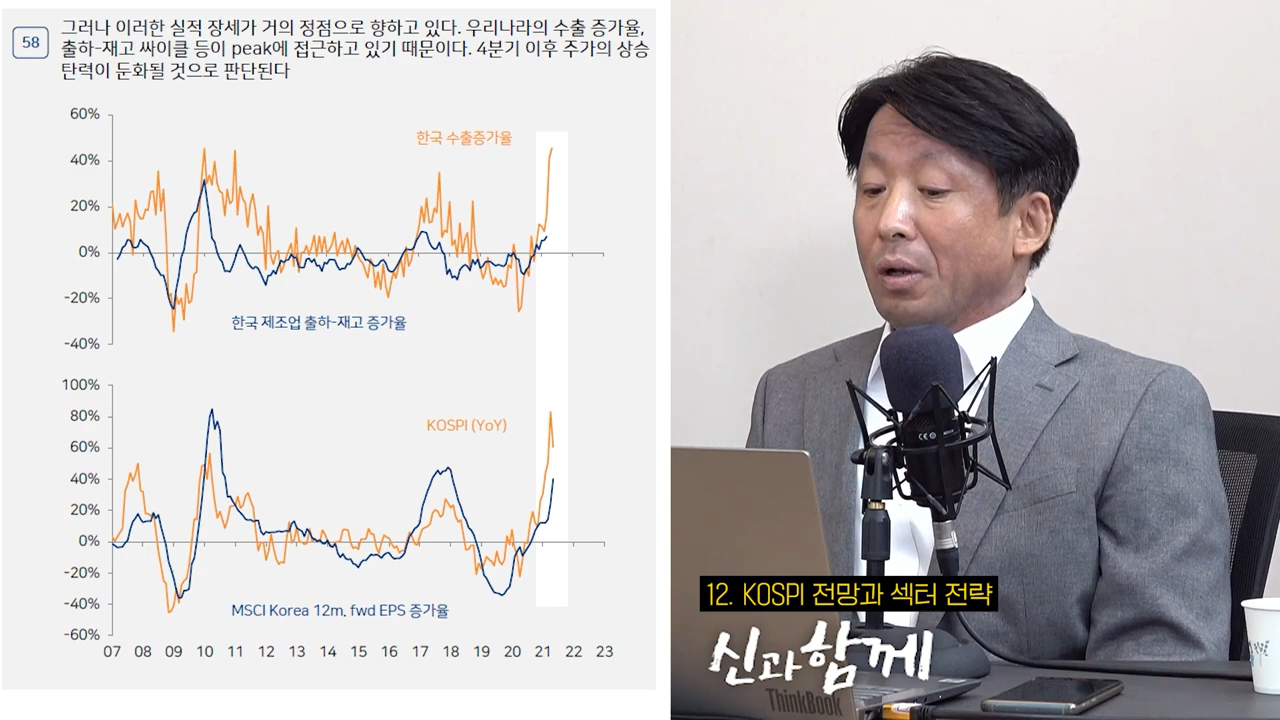 58
그러나 이러한 실적 장세가 거의 정점으로 향하고 있다. 우리나라의 수출 증가율,
출하-재고 싸이클 등이 peak에 접근하고 있기 때문이다. 4분기 이후 주가의 상승
탄력이 둔화될 것으로 판단된다
60%
40%
20%
0%
-20%
-40%
한국 수출증가율
한국 제조업 출하-재고 증가율
100%
80%
60%
40%
20%
0%
-20%
-40%
-60%
KOSPI (YoY)
MSCI Korea 12m. fwd EPS 증가율
07 08 09 10 11 12 13 14 15 16 17 18 19 20 21 22 23
12. KOSPI 전망과 섹터 전략
신과함께
ThinkBook
CE